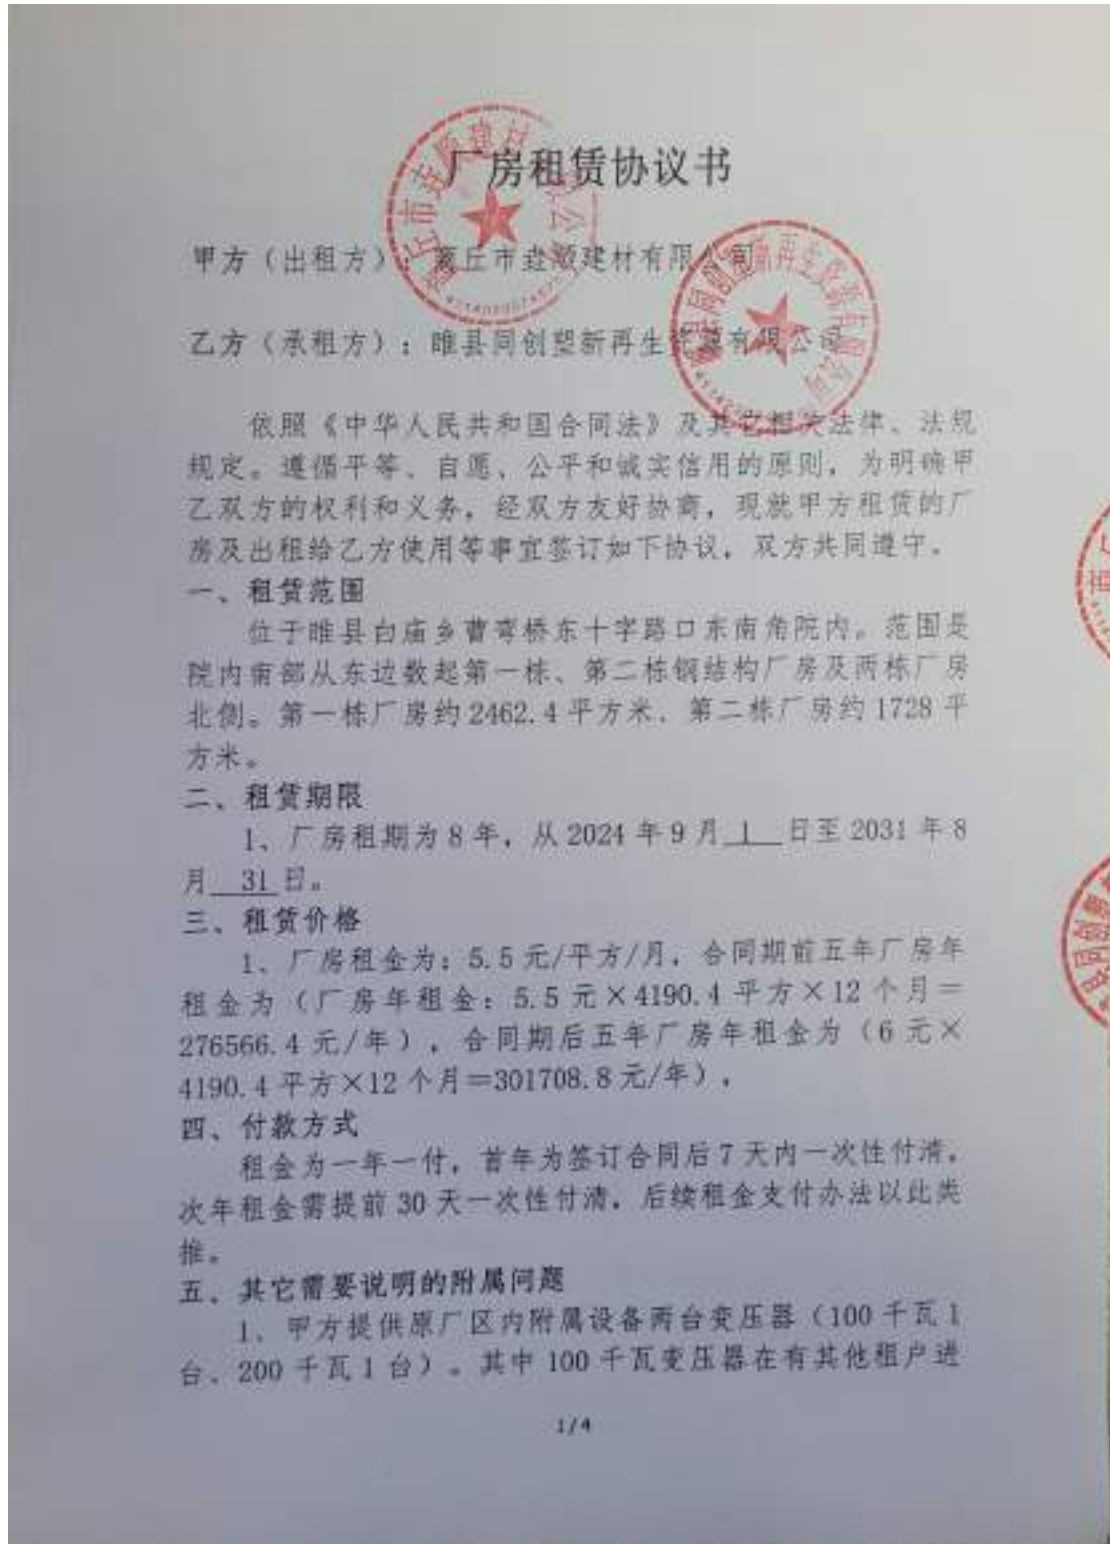 厂房租赁协议书
甲方（出租方）：商丘市垚顺建材有限公司
乙方（承租方）：睢县同创塑新再生资源有限公司
依照《中华人民共和国合同法》及其它相关法律、法规
规定。遵循平等、自愿、公平和诚实信用的原则，为明确甲
乙双方的权利和义务，经双方友好协商，现就甲方租赁的厂
房及出租给乙方使用等事宜签订如下协议，双方共同遵守。
一、租赁范围
位于睢县白庙乡曹弯桥东十字路口东南角院内。范围是
院内南部从东边数起第一栋、第二栋钢结构厂房及两栋厂房
北侧。第一栋厂房约2462.4平方米，第二栋厂房约1728平
方米。
二、租赁期限
1、厂房租期为8年，从2024年9月 1 日至2031年8
月 31 日。
三、租赁价格
1、厂房租金为：5.5元/平方/月，合同期前五年厂房年
租金为（厂房年租金：5.5元×4190.4平方×12个月＝
276566.4元/年），合同期后五年厂房年租金为（6元×
4190.4平方×12个月＝301708.8元/年），
四、付款方式
租金为一年一付，首年为签订合同后7天内一次性付清，
次年租金需提前30天一次性付清，后续租金支付办法以此类
推。
五、其它需要说明的附属问题
1、甲方提供原厂区内附属设备两台变压器（100千瓦1
台、200千瓦1台）。其中100千瓦变压器在有其他租户进
1/4